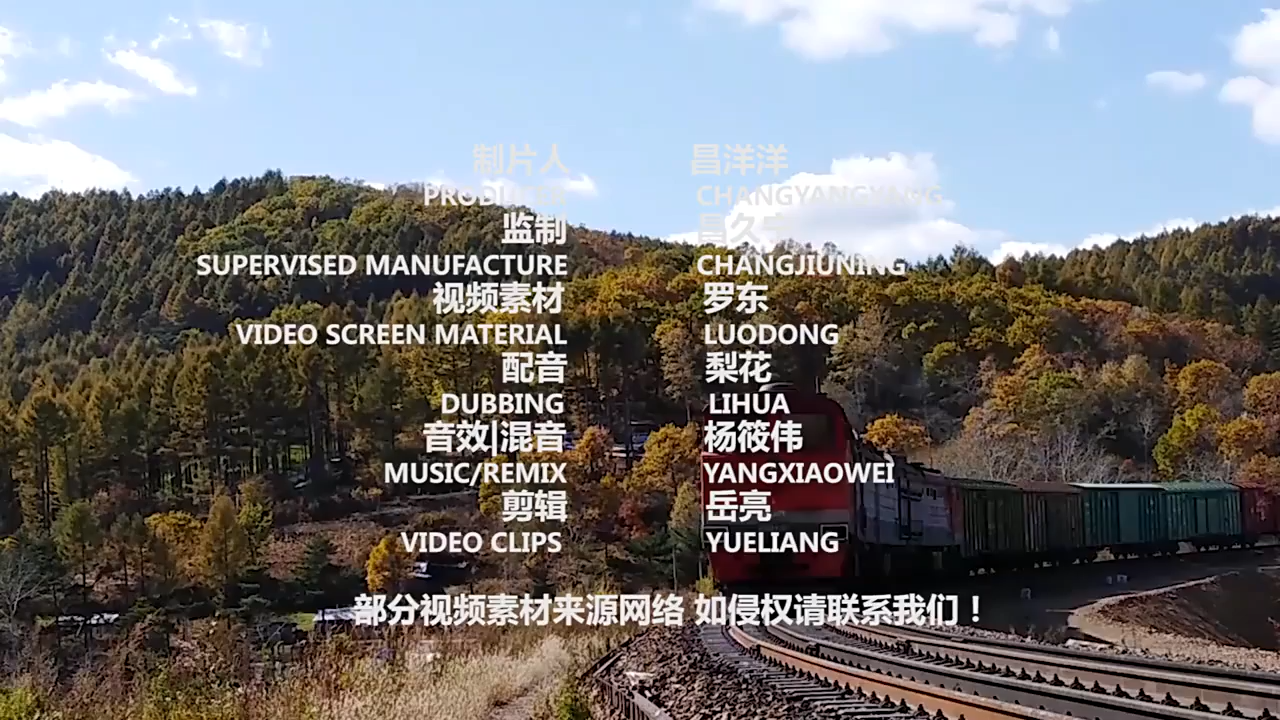 制片人 昌洋洋
PRODUCER CHANGYANGYANG
监制 昌久宁
SUPERVISED MANUFACTURE CHANGJIUNING
视频素材 罗东
VIDEO SCREEN MATERIAL LUODONG
配音 梨花
DUBBING LIHUA
音效|混音 杨筱伟
MUSIC/REMIX YANGXIAOWEI
剪辑 岳亮
VIDEO CLIPS YUELIANG
部分视频素材来源网络 如侵权请联系我们！